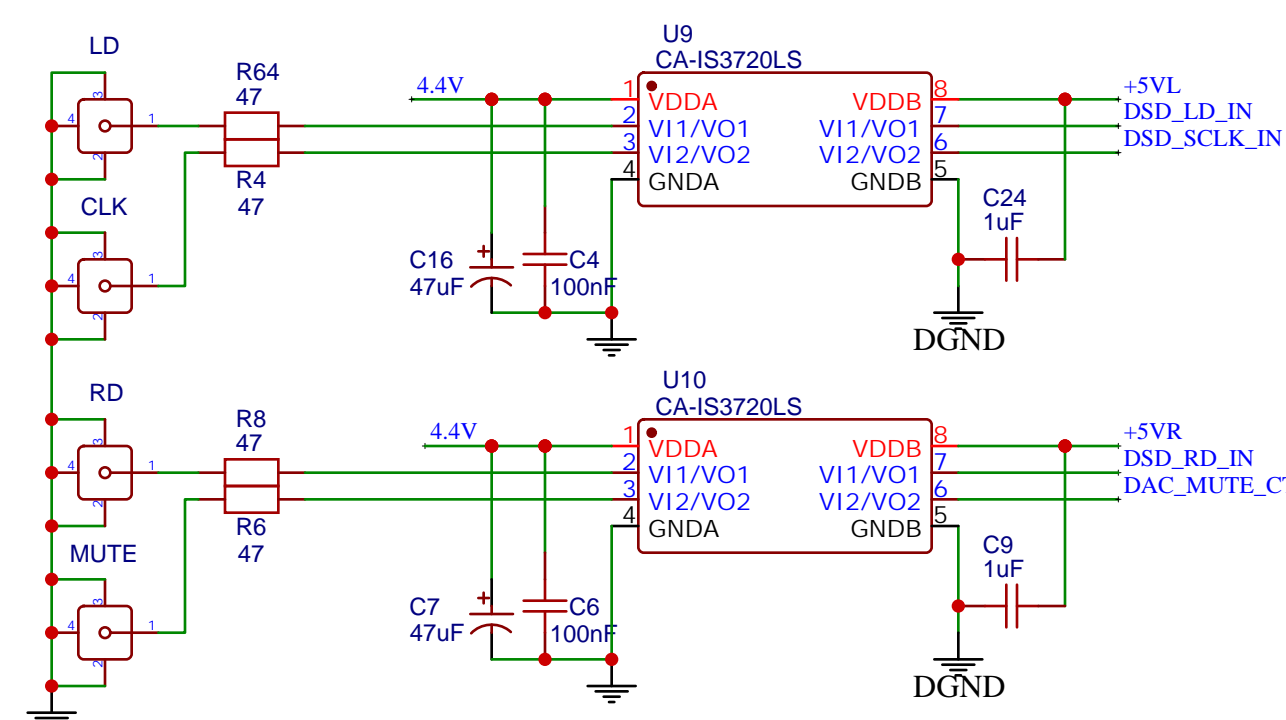 LD
3
4
1
2
R64
47
R4
47
CLK
3
4
1
2
4.4V
C16
47uF
C4
100nF
U9
CA-IS3720LS
1
VDDA
2
VI1/VO1
3
VI2/VO2
4
GNDA
8
VDDB
7
VI1/VO1
6
VI2/VO2
5
GNDB
+5VL
DSD_LD_IN
DSD_SCLK_IN
C24
1uF
DGND
RD
3
4
1
2
R8
47
R6
47
MUTE
3
4
1
2
4.4V
C7
47uF
C6
100nF
U10
CA-IS3720LS
1
VDDA
2
VI1/VO1
3
VI2/VO2
4
GNDA
8
VDDB
7
VI1/VO1
6
VI2/VO2
5
GNDB
+5VR
DSD_RD_IN
C9
1uF
DGND